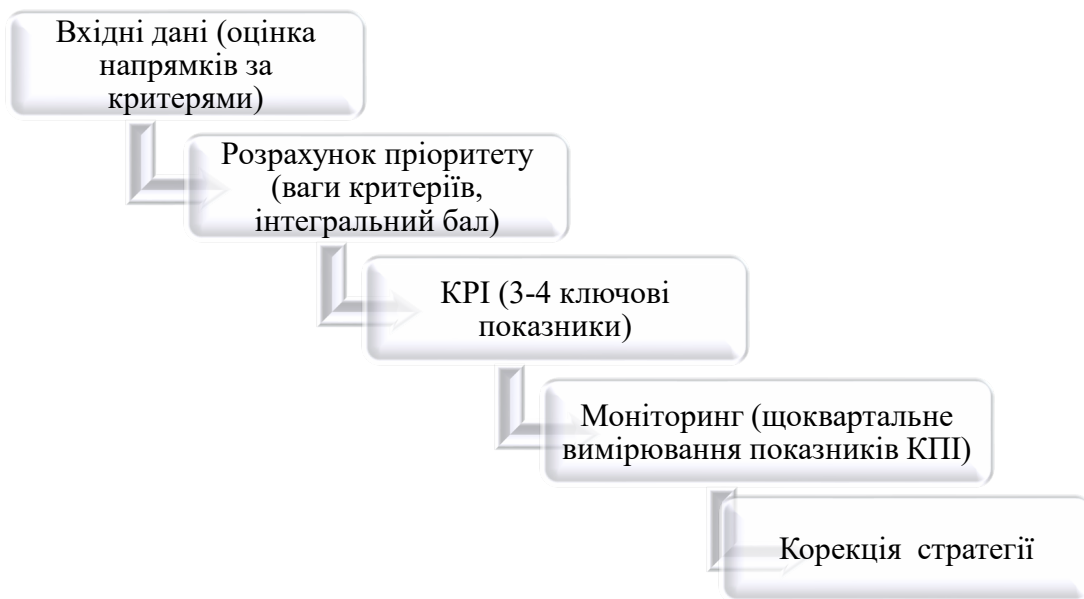 Вхідні дані (оцінка
напрямків за
критерями)
Розрахунок пріоритету
(ваги критеріїв,
інтегральний бал)
КРІ (3-4 ключові
показники)
Моніторинг (щоквартальне
вимірювання показників КПІ)
Корекція  стратегії